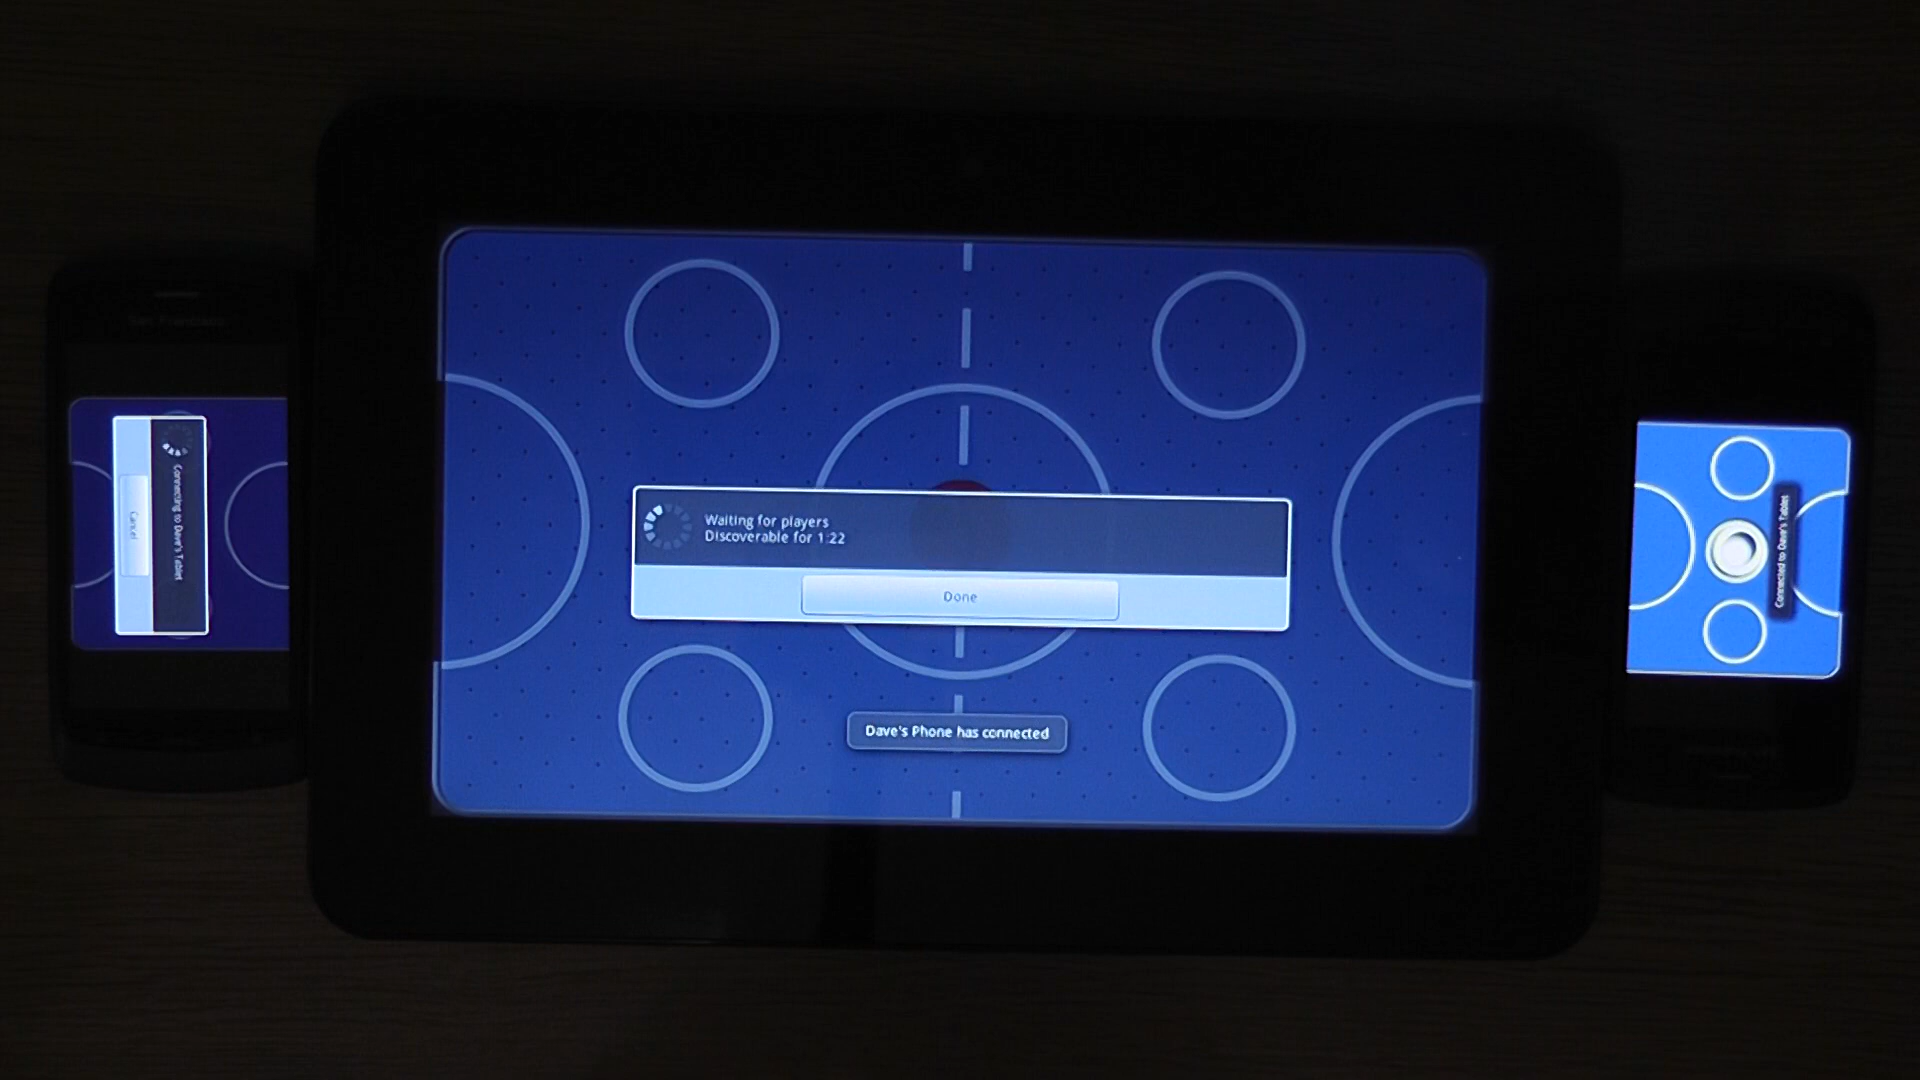 Connecting to Dave's Tablet
Cancel
Waiting for players
Discoverable for 1:22
Done
Dave's Phone has connected
Connected to Dave's Tablet